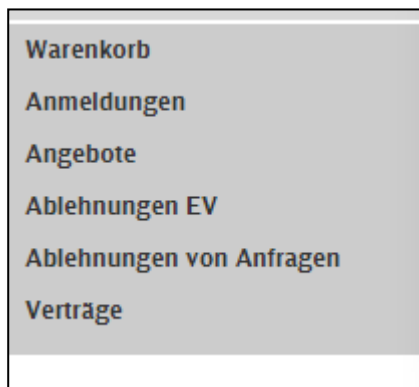 Warenkorb
Anmeldungen
Angebote
Ablehnungen EV
Ablehnungen von Anfragen
Verträge